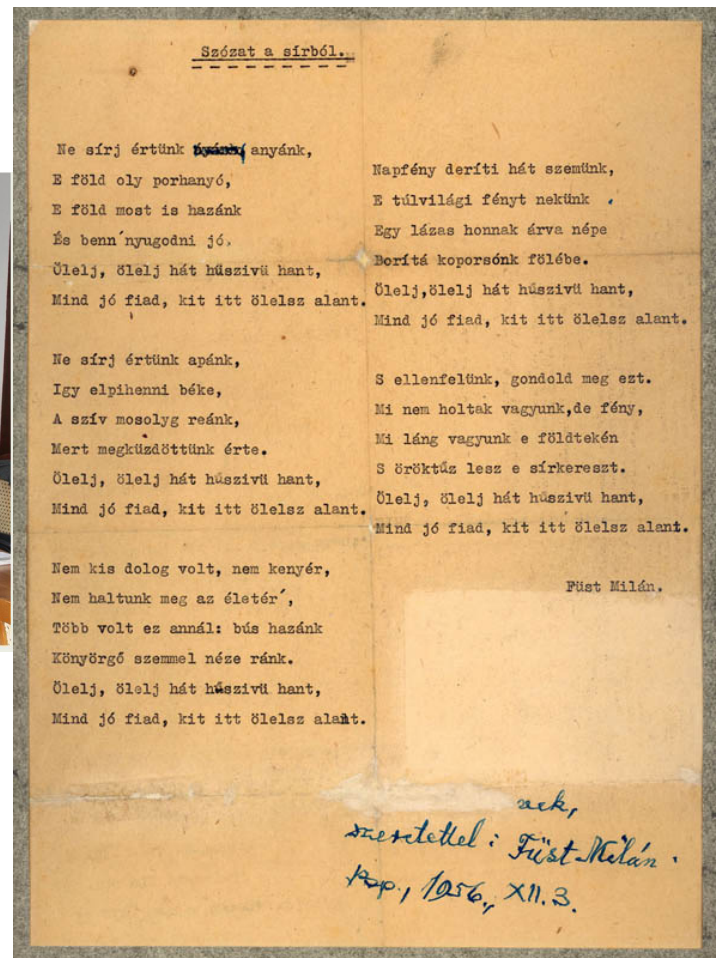 Szózat a sírból.
Ne sírj értünk anyánk,
E föld oly porhanyó,
E föld most is hazánk
És benn´nyugodni jó,
Ölelj, ölelj hát hűszivű hant,
Mind jó fiad, kit itt ölelsz alant.
Ne sírj értünk apánk,
Igy elpihenni béke,
A szív mosolyg reánk,
Mert megküzdöttünk érte.
Ölelj, ölelj hát hűszivű hant,
Mind jó fiad, kit itt ölelsz alant.
Nem kis dolog volt, nem kenyér,
Nem haltunk meg az életér´,
Több volt ez annál: bús hazánk
Könyörgő szemmel néze ránk.
Ölelj, ölelj hát hűszivű hant,
Mind jó fiad, kit itt ölelsz alant.
Napfény deríti hát szemünk,
E túlvilági fényt nekünk
Egy lázas honnak árva népe
Borítá koporsónk fölébe.
Ölelj,ölelj hát hűszivű hant,
Mind jó fiad, kit itt ölelsz alant.
S ellenfelünk, gondold meg ezt.
Mi nem holtak vagyunk,de fény,
Mi láng vagyunk e földtekén
S öröktűz lesz e sírkereszt.
Ölelj, ölelj hát hűszivű hant,
Mind jó fiad, kit itt ölelsz alant.
Füst Milán.
nek,
szeretettel: Füst Milán.
Bp., 1956., XII. 3.